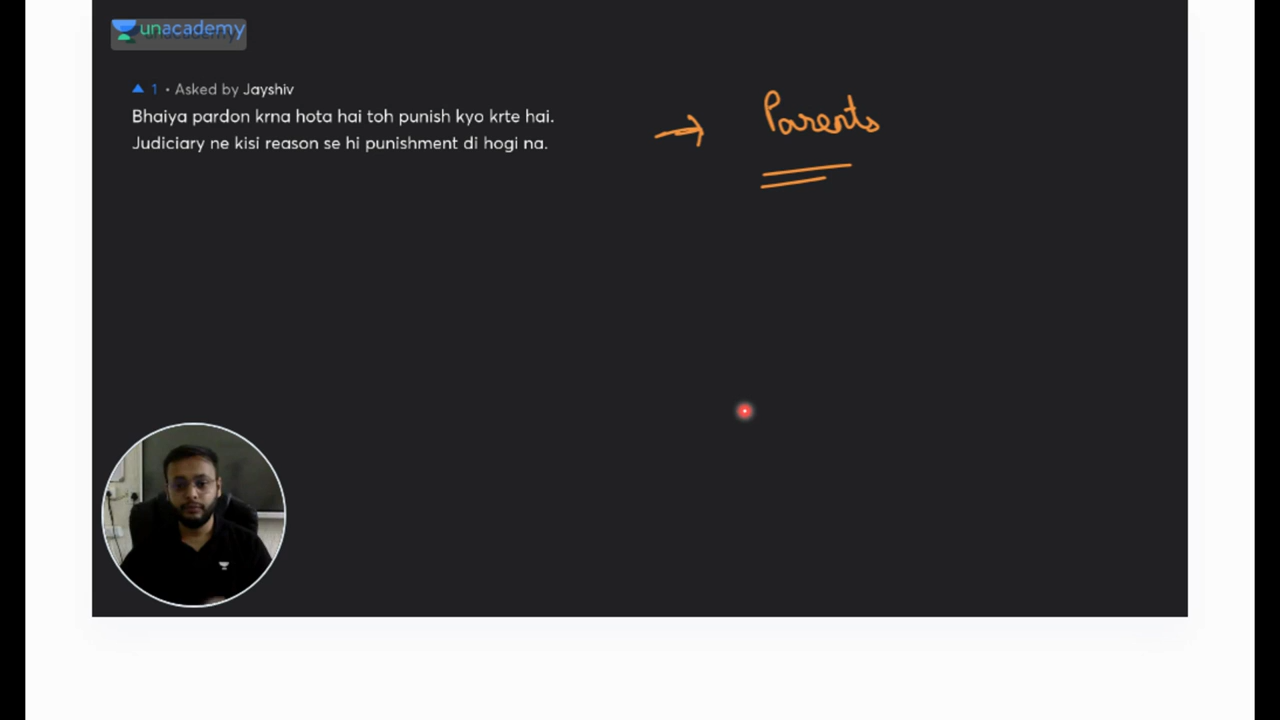 unacademy
1 • Asked by Jayshiv
Bhaiya pardon krna hota hai toh punish kyo krte hai.
Judiciary ne kisi reason se hi punishment di hogi na.
→ Parents